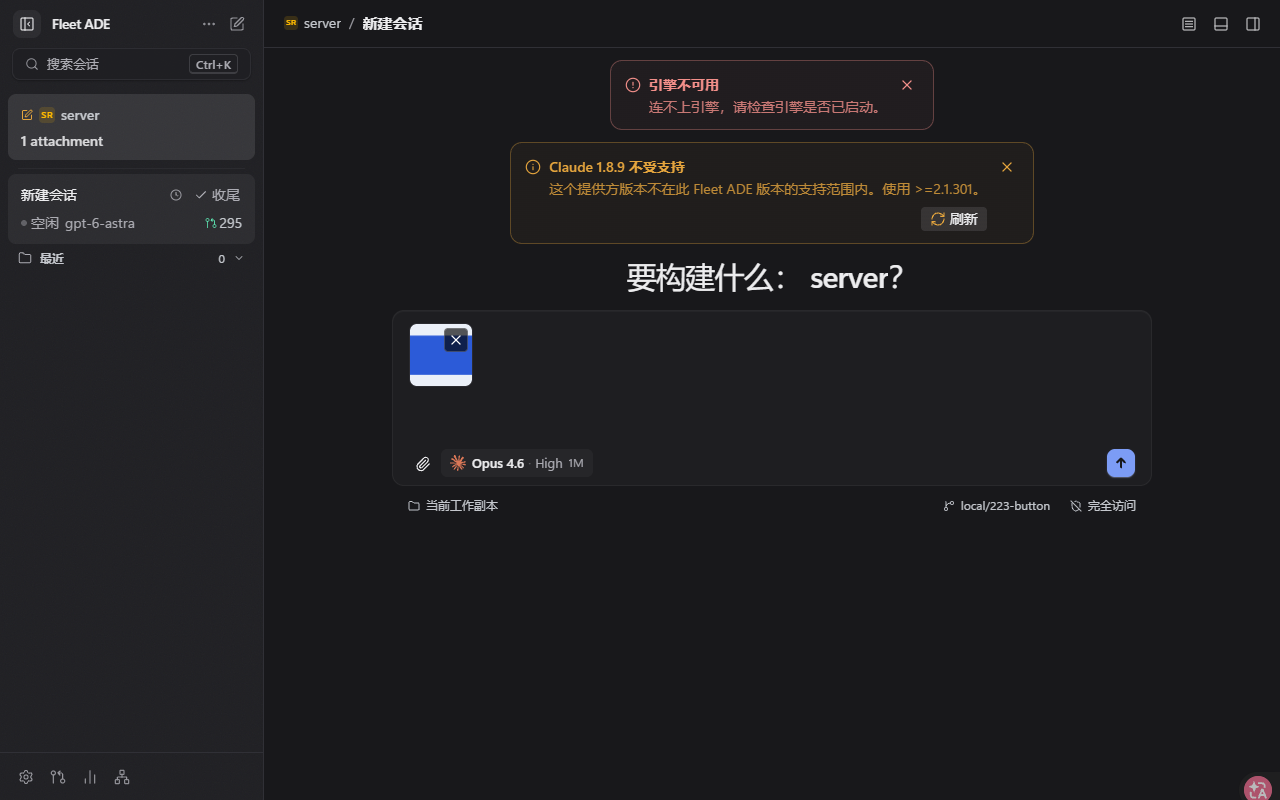 Fleet ADE
搜索会话 Ctrl+K
SR server
1 attachment
新建会话 收尾
空闲 gpt-6-astra 295
最近 0
SR server / 新建会话
引擎不可用
连不上引擎，请检查引擎是否已启动。
Claude 1.8.9 不受支持
这个提供方版本不在此 Fleet ADE 版本的支持范围内。使用 >=2.1.301。
刷新
要构建什么： server？
Opus 4.6 · High 1M
当前工作副本 local/223-button 完全访问